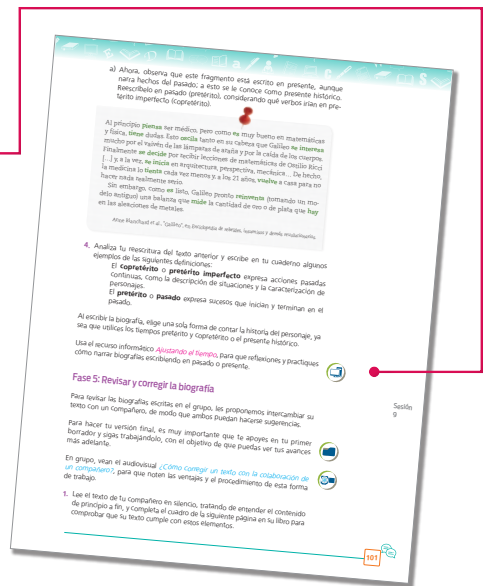 a) Ahora, observa que este fragmento está escrito en presente, aunque
narra hechos del pasado; a esto se le conoce como presente histórico.
Reescríbelo en pasado (pretérito), considerando qué verbos irían en pre-
térito imperfecto (copretérito).
Al principio piensa ser médico, pero como es muy bueno en matemáticas
y física, tiene dudas. Esto oscila tanto en su cabeza que Galileo se interesa
mucho por el vaivén de las lámparas de araña y por la caída de los cuerpos.
Finalmente se decide por recibir lecciones de matemáticas de Ostilio Ricci
[...] y, a la vez, se inicia en arquitectura, perspectiva, mecánica... De hecho,
la medicina lo tienta cada vez menos y, a los 21 años, vuelve a casa para no
hacer nada realmente serio.
Sin embargo, como es listo, Galileo pronto reinventa (tomando un mo-
delo antiguo) una balanza que mide la cantidad de oro o de plata que hay
en las aleaciones de metales.
Anne Blanchard et al., "Galileo", en Enciclopedia de rebeldes, insumisos y demás revolucionarios.
4. Analiza tu reescritura del texto anterior y escribe en tu cuaderno algunos
ejemplos de las siguientes definiciones:
El copretérito o pretérito imperfecto expresa acciones pasadas
continuas, como la descripción de situaciones y la caracterización de
personajes.
El pretérito o pasado expresa sucesos que inician y terminan en el
pasado.
Al escribir la biografía, elige una sola forma de contar la historia del personaje, ya
sea que utilices los tiempos pretérito y copretérito o el presente histórico.
Usa el recurso informático Ajustando el tiempo, para que reflexiones y practiques
cómo narrar biografías escribiendo en pasado o presente.
Fase 5: Revisar y corregir la biografía
Sesión
9
Para revisar las biografías escritas en el grupo, les proponemos intercambiar su
texto con un compañero, de modo que ambos puedan hacerse sugerencias.
Para hacer tu versión final, es muy importante que te apoyes en tu primer
borrador y sigas trabajándolo, con el objetivo de que puedas ver tus avances
más adelante.
En grupo, vean el audiovisual ¿Cómo corregir un texto con la colaboración de
un compañero?, para que noten las ventajas y el procedimiento de esta forma
de trabajo.
1. Lee el texto de tu compañero en silencio, tratando de entender el contenido
de principio a fin, y completa el cuadro de la siguiente página en su libro para
comprobar que su texto cumple con estos elementos.
101